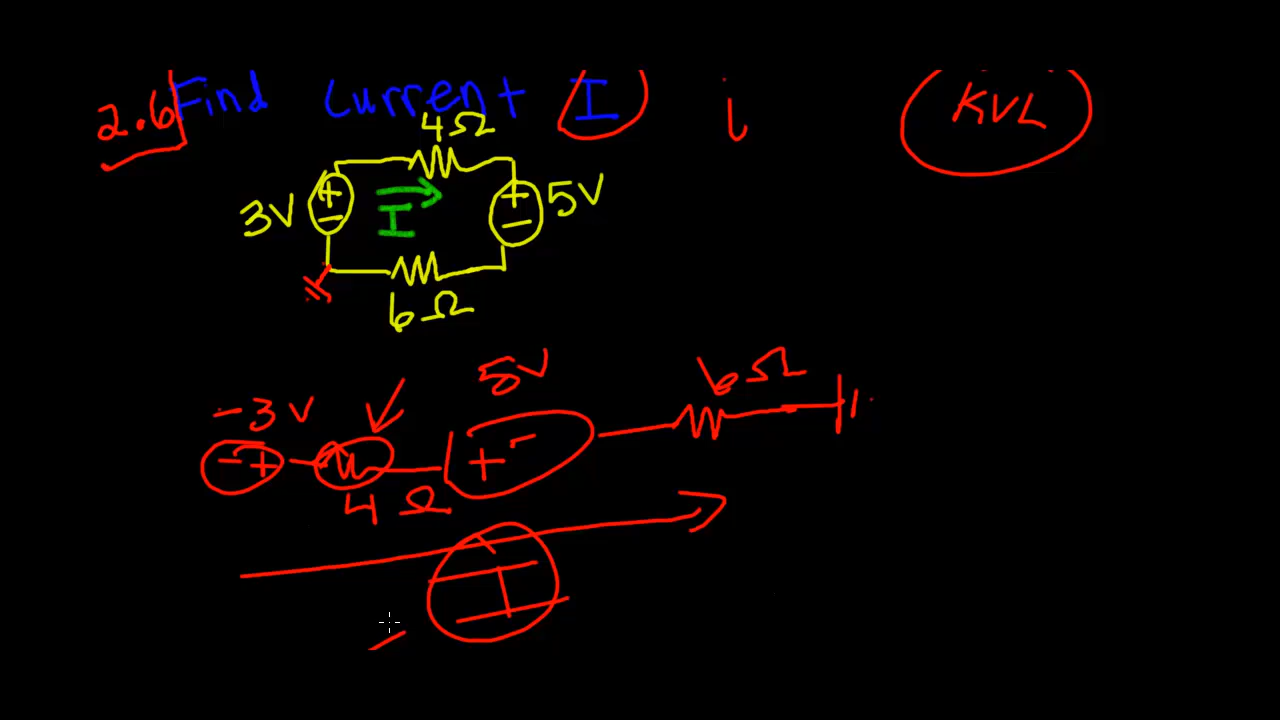 2.6 Find Current I i KVL
4Ω
3V + - I + - 5V
6Ω
5V 6Ω
-3V
- + + -
4Ω
I